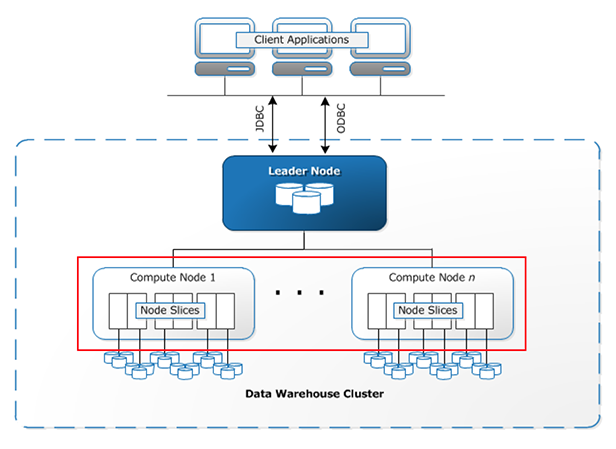 Client Applications
JDBC
ODBC
Leader Node
Compute Node 1
Node Slices
. . .
Compute Node n
Node Slices
Data Warehouse Cluster